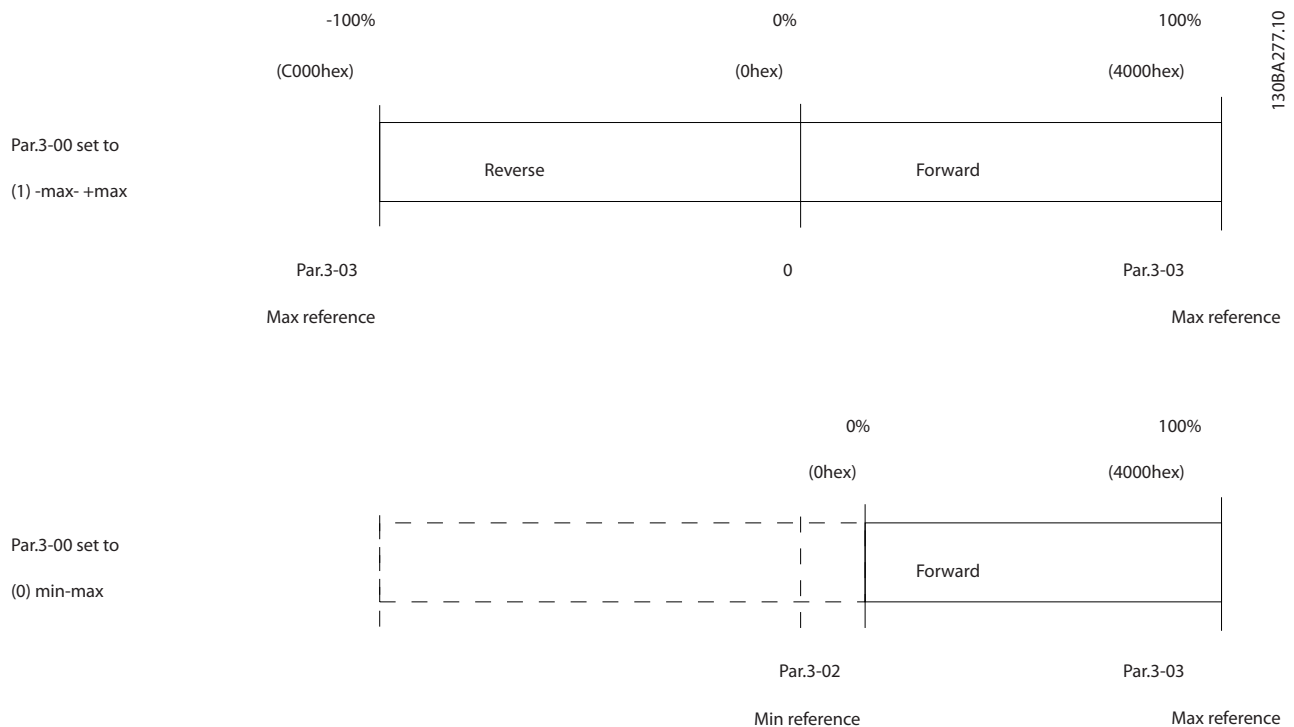 -100% 0% 100%
(C000hex) (0hex) (4000hex)
130BA277.10
Par.3-00 set to
(1) -max- +max
Reverse Forward
Par.3-03 0 Par.3-03
Max reference Max reference
0% 100%
(0hex) (4000hex)
Par.3-00 set to
(0) min-max
Forward
Par.3-02 Par.3-03
Min reference Max reference